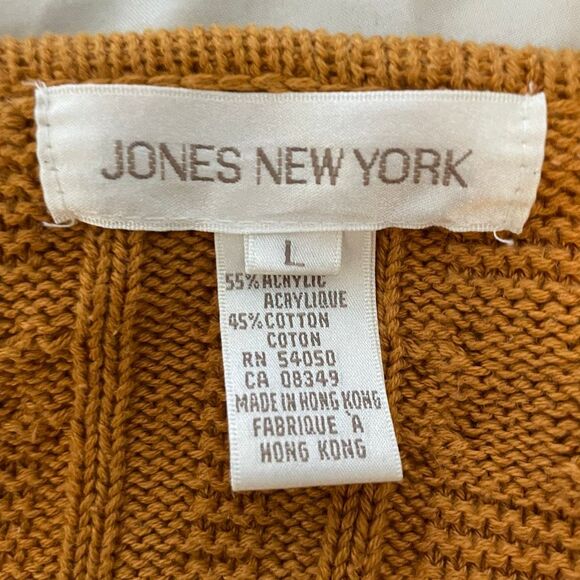 JONES NEW YORK
L
55% ACRYLIC
ACRYLIQUE
45% COTTON
COTON
RN 54050
CA 08349
MADE IN HONG KONG
FABRIQUE 'A
HONG KONG